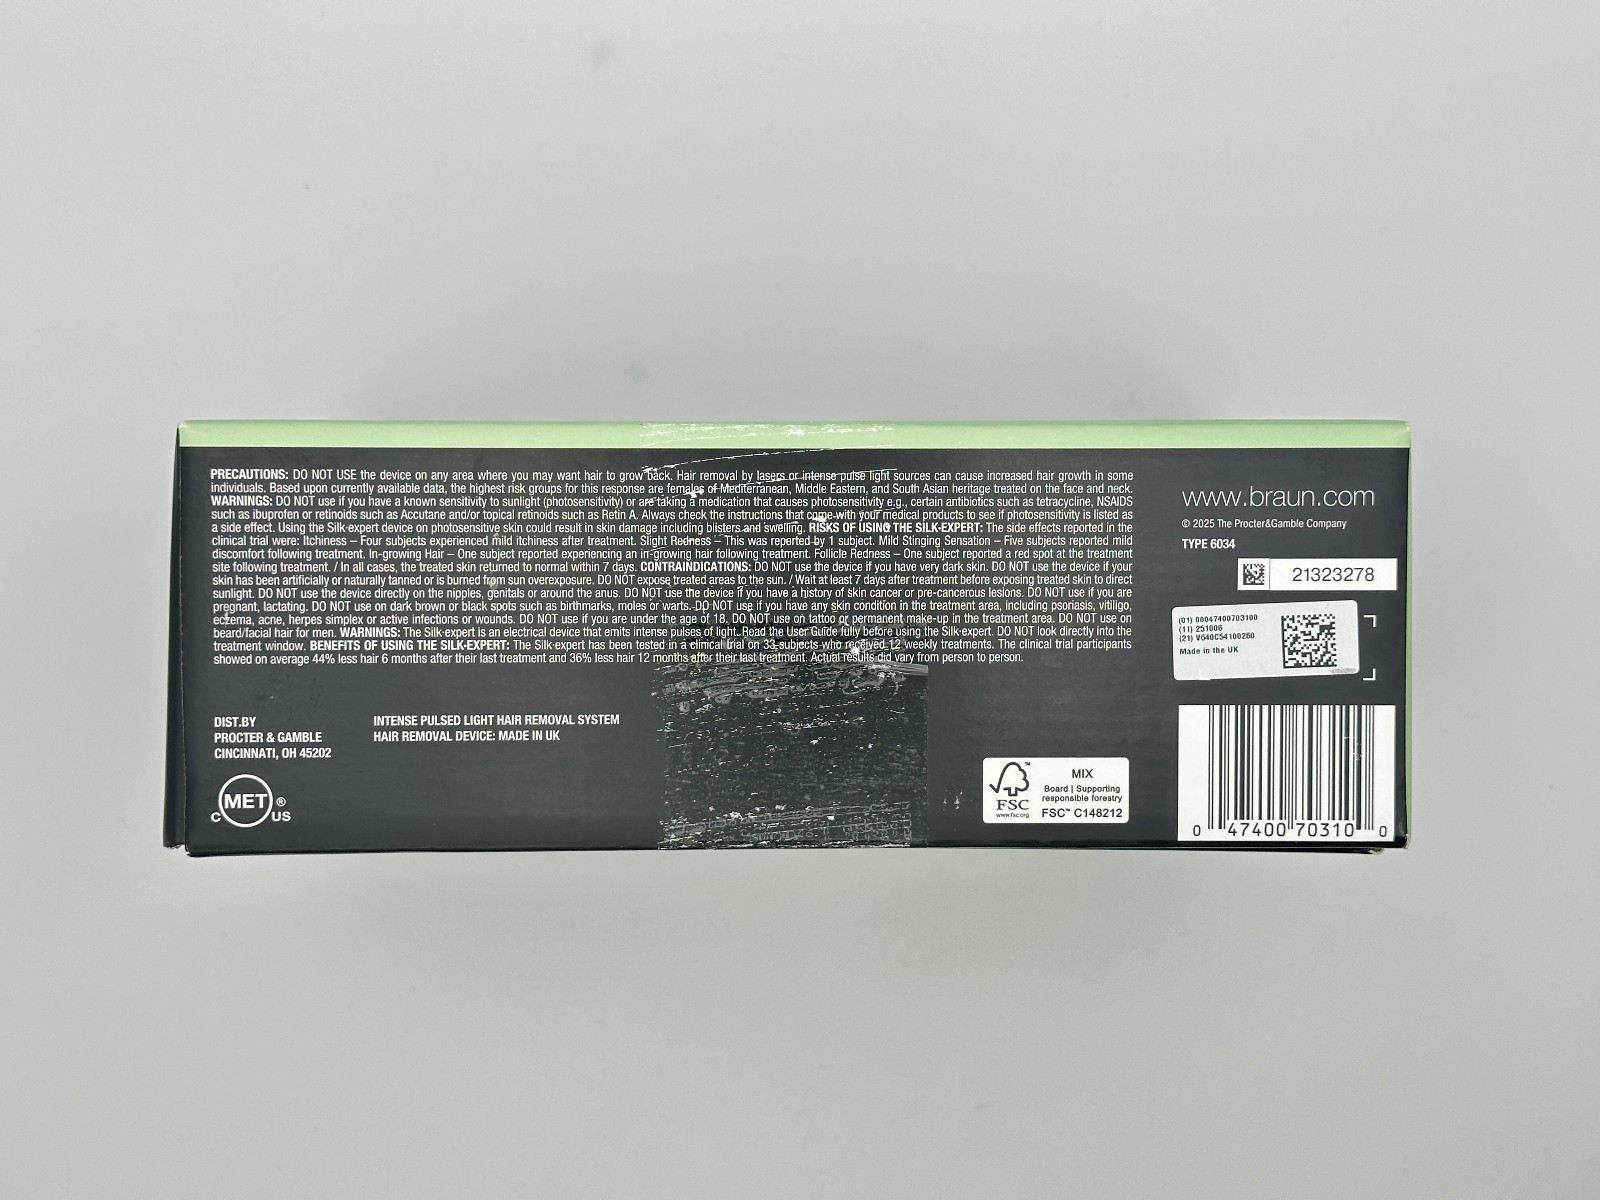 PRECAUTIONS: DO NOT USE the device on any area where you may want hair to grow back. Hair removal by lasers or intense pulse light sources can cause increased hair growth in some
individuals. Based upon currently available data, the highest risk groups for this response are females of Mediterranean, Middle Eastern, and South Asian heritage treated on the face and neck.
WARNINGS: DO NOT use if you have a known sensitivity to sunlight (photosensitivity) or are taking a medication that causes photosensitivity e.g., certain antibiotics such as tetracycline, NSAIDS
such as ibuprofen or retinoids such as Accutane and/or topical retinoids such as Retin A. Always check the instructions that come with your medical products to see if photosensitivity is listed as
a side effect. Using the Silk·expert device on photosensitive skin could result in skin damage including blisters and swelling. RISKS OF USING THE SILK·EXPERT: The side effects reported in the
clinical trial were: Itchiness – Four subjects experienced mild itchiness after treatment. Slight Redness – This was reperted by 1 subject. Mild Stinging Sensation – Five subjects reported mild
discomfort following treatment. In-growing Hair – One subject reported experiencing an in-growing hair following treatment. Follicle Redness – One subject reported a red spot at the treatment
site following treatment. / In all cases, the treated skin returned to normal within 7 days. CONTRAINDICATIONS: DO NOT use the device if you have very dark skin. DO NOT use the device if your
skin has been artificially or naturally tanned or is burned from sun overexposure. DO NOT expose treated areas to the sun. / Wait at least 7 days after treatment before exposing treated skin to direct
sunlight. DO NOT use the device directly on the nipples, genitals or around the anus. DO NOT use the device if you have a history of skin cancer or pre-cancerous lesions. DO NOT use if you are
pregnant, lactating. DO NOT use on dark brown or black spots such as birthmarks, moles or warts. DO NOT use if you have any skin condition in the treatment area, including psoriasis, vitiligo,
eczema, acne, herpes simplex or active infections or wounds. DO NOT use if you are under the age of 18. DO NOT use on tattoo or permanent make-up in the treatment area. DO NOT use on
beard/facial hair for men. WARNINGS: The Silk·expert is an electrical device that emits intense pulses of light. Read the User Guide fully before using the Silk·expert. DO NOT look directly into the
treatment window. BENEFITS OF USING THE SILK·EXPERT: The Silk·expert has been tested in a clinical trial on 33 subjects who received 12 weekly treatments. The clinical trial participants
showed on average 44% less hair 6 months after their last treatment and 36% less hair 12 months after their last treatment. Actual results did vary from person to person.
DIST.BY
PROCTER & GAMBLE
CINCINNATI, OH 45202
INTENSE PULSED LIGHT HAIR REMOVAL SYSTEM
HAIR REMOVAL DEVICE: MADE IN UK
MET ®
C US
FSC™
www.fsc.org
MIX
Board | Supporting
responsible forestry
FSC™ C148212
www.braun.com
© 2025 The Procter&Gamble Company
TYPE 6034
21323278
(01) 00047400703100
(11) 251006
(21) V640C54100260
Made in the UK
0 47400 70310 0